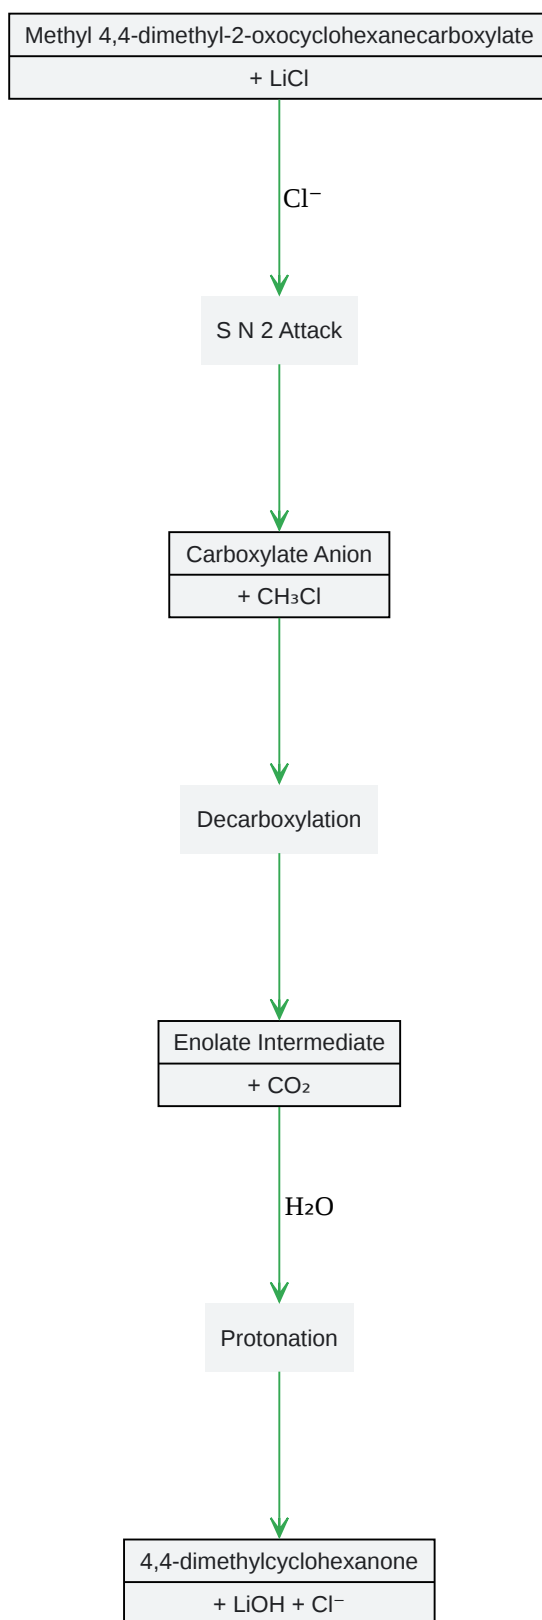 Methyl 4,4-dimethyl-2-oxocyclohexanecarboxylate
+ LiCl
Cl⁻
S N 2 Attack
Carboxylate Anion
+ CH₃Cl
Decarboxylation
Enolate Intermediate
+ CO₂
H₂O
Protonation
4,4-dimethylcyclohexanone
+ LiOH + Cl⁻